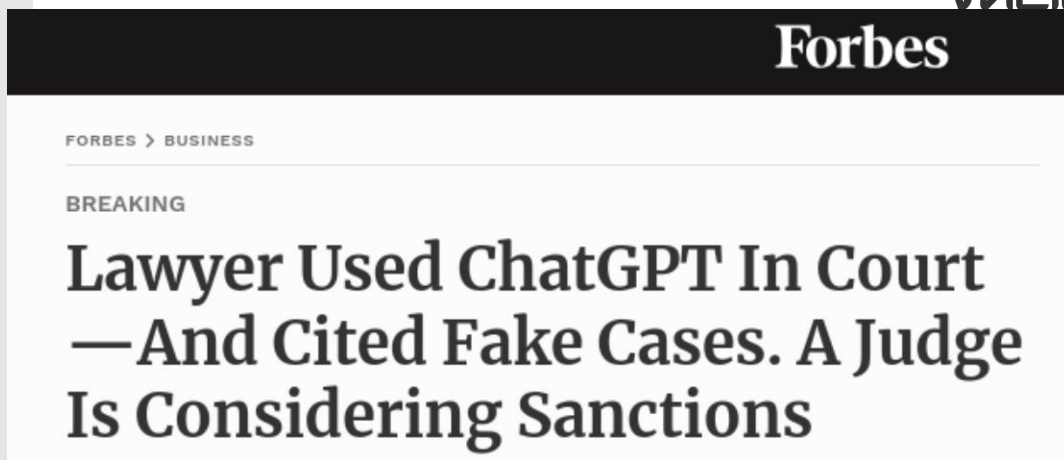 Forbes
FORBES > BUSINESS
BREAKING
Lawyer Used ChatGPT In Court
—And Cited Fake Cases. A Judge
Is Considering Sanctions